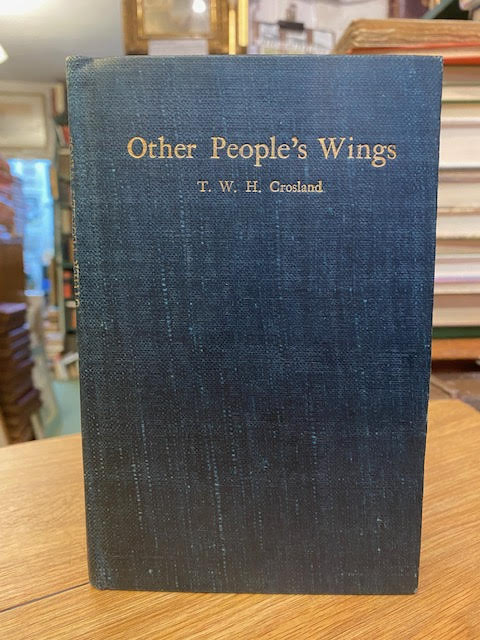 Other People's Wings
T. W. H. Crosland